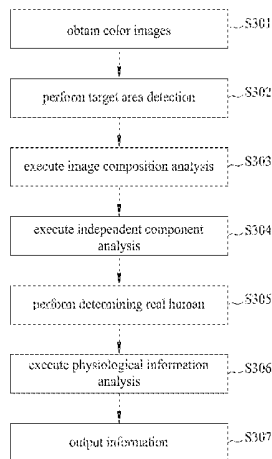 obtain color images
S301
perform target area detection
S302
execute image composition analysis
S303
execute independent component
analysis
S304
perform determining real human
S305
execute physiological information
analysis
S306
output information
S307